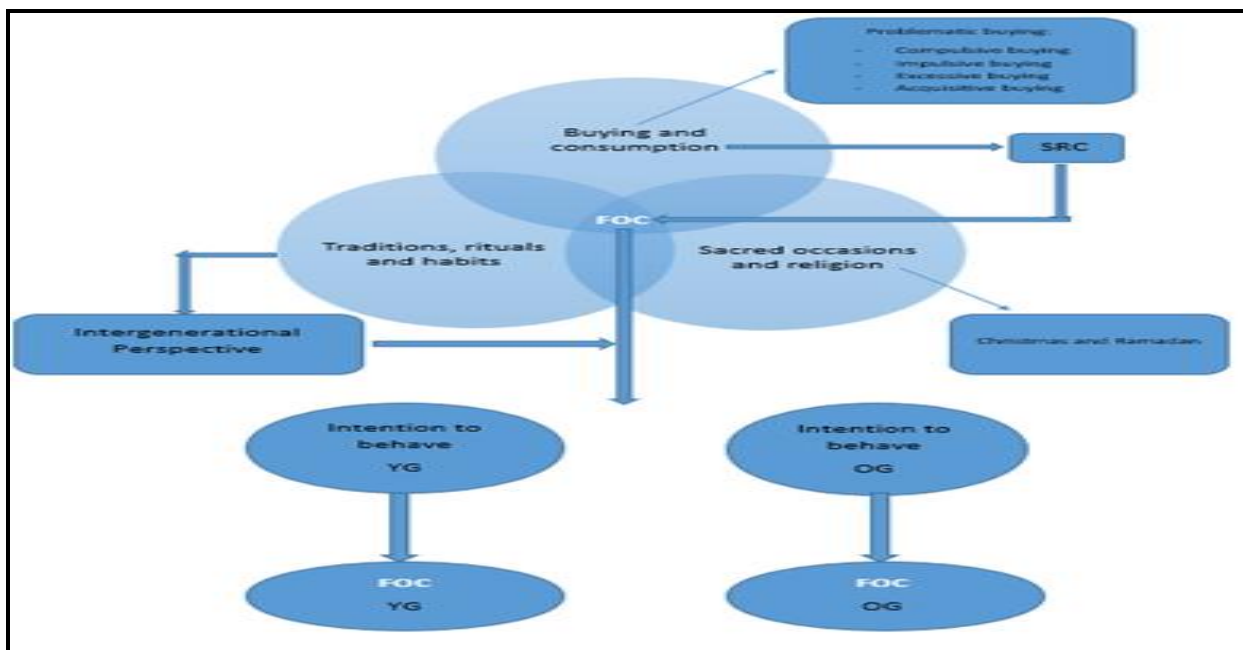 Problematic buying:
- Compulsive buying
- Impulsive buying
- Excessive buying
- Acquisitive buying
Buying and
consumption
SRC
FOC
Traditions, rituals
and habits
Sacred occasions
and religion
Intergenerational
Perspective
Christmas and Ramadan
Intention to
behave
YG
Intention to
behave
OG
FOC
YG
FOC
OG